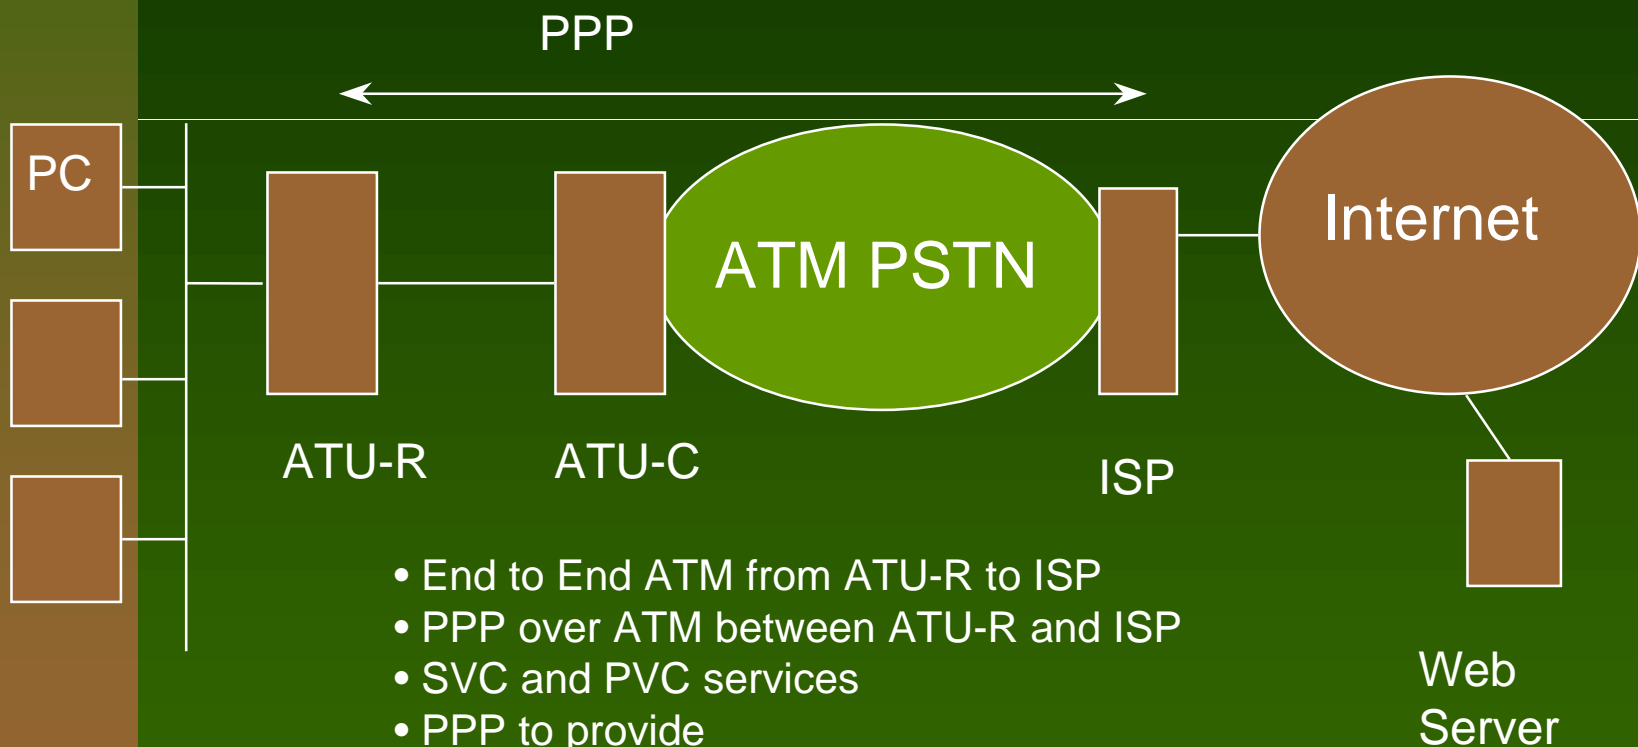 PPP
PC
ATM PSTN
Internet
ATU-R
ATU-C
ISP
• End to End ATM from ATU-R to ISP
• PPP over ATM between ATU-R and ISP
• SVC and PVC services
• PPP to provide
Web
Server